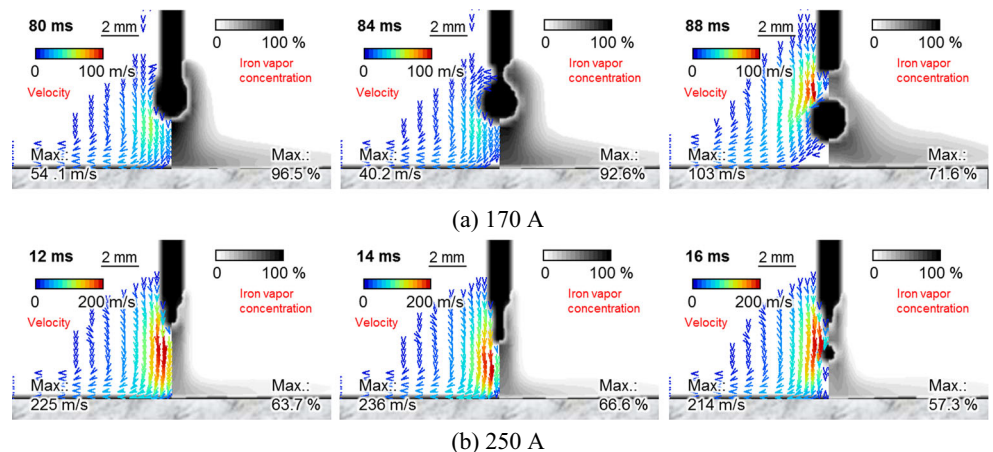 80 ms 2 mm
0 100 %
0 100 m/s
Iron vapor
concentration
Velocity
Max.: Max.:
54 .1 m/s 96.5 %
84 ms 2 mm
0 100 %
0 100 m/s
Iron vapor
concentration
Velocity
Max.: Max.:
40.2 m/s 92.6%
88 ms 2 mm
0 100 %
0 100 m/s
Iron vapor
concentration
Velocity
Max.: Max.:
103 m/s 71.6 %
(a) 170 A
12 ms 2 mm
0 100 %
0 200 m/s
Iron vapor
concentration
Velocity
Max.: Max.:
225 m/s 63.7 %
14 ms 2 mm
0 100 %
0 200 m/s
Iron vapor
concentration
Velocity
Max.: Max.:
236 m/s 66.6 %
16 ms 2 mm
0 100 %
0 200 m/s
Iron vapor
concentration
Velocity
Max.: Max.:
214 m/s 57.3 %
(b) 250 A